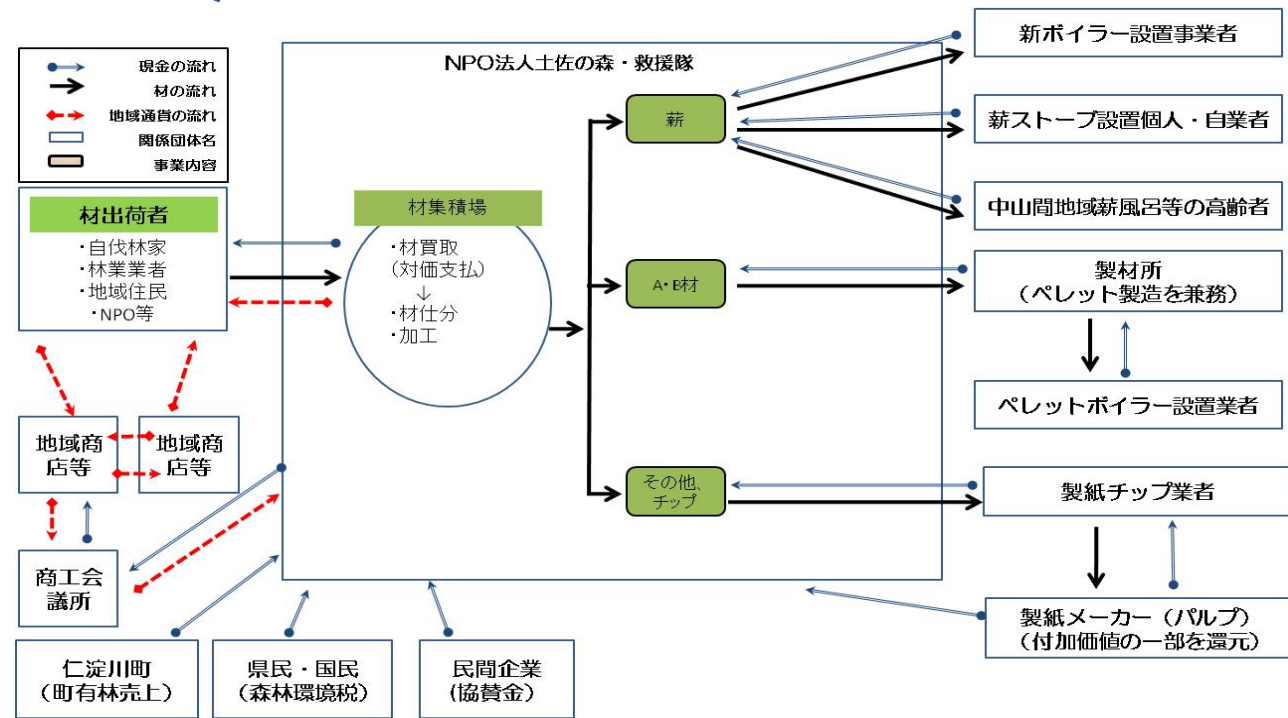 現金の流れ
材の流れ
地域通貨の流れ
関係団体名
事業内容
材出荷者
・自伐林家
・林業業者
・地域住民
・NPO等
地域商
店等
地域商
店等
商工会
議所
仁淀川町
(町有林売上)
県民・国民
(森林環境税)
民間企業
(協賛金)
NPO法人土佐の森・救援隊
材集積場
・材買取
(対価支払)
↓
・材仕分
・加工
薪
A・B材
その他、
チップ
新ボイラー設置事業者
薪ストーブ設置個人・自業者
中山間地域薪風呂等の高齢者
製材所
(ペレット製造を兼務)
ペレットボイラー設置業者
製紙チップ業者
製紙メーカー(パルプ)
(付加価値の一部を還元)